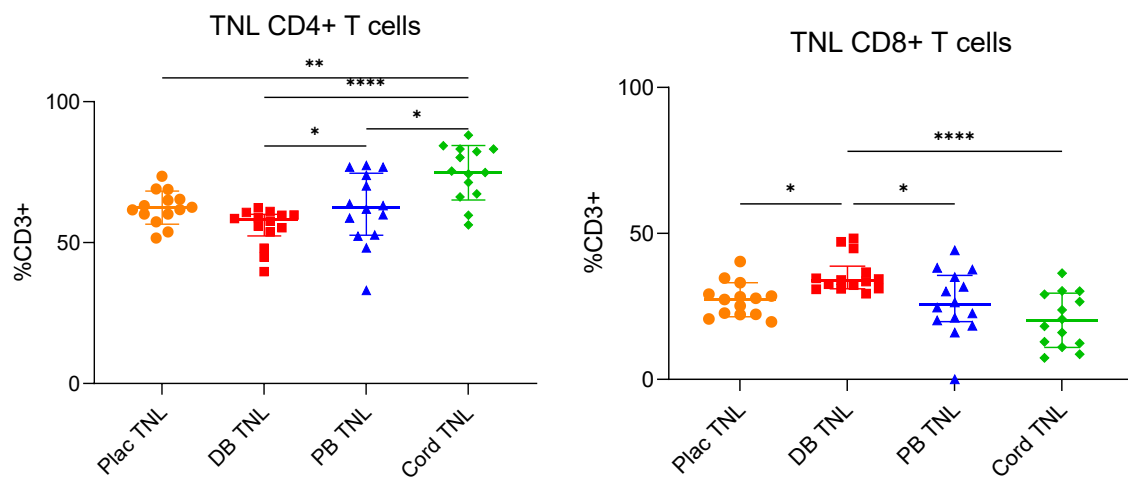 TNL CD4+ T cells
**
****
*
*
100
50
0
%CD3+
Plac TNL
DB TNL
PB TNL
Cord TNL
TNL CD8+ T cells
****
*
*
100
50
0
%CD3+
Plac TNL
DB TNL
PB TNL
Cord TNL